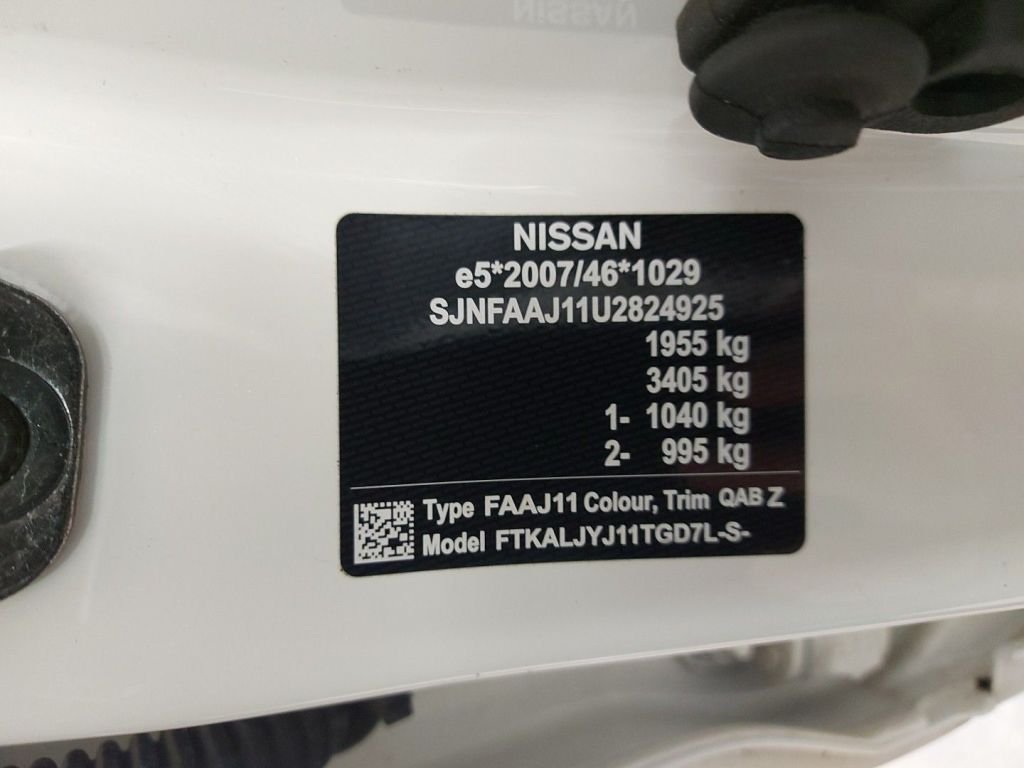 NISSAN
e5*2007/46*1029
SJNFAAJ11U2824925
1955 kg
3405 kg
1- 1040 kg
2- 995 kg
Type FAAJ11 Colour, Trim QAB Z
Model FTKALJYJ11TGD7L-S-